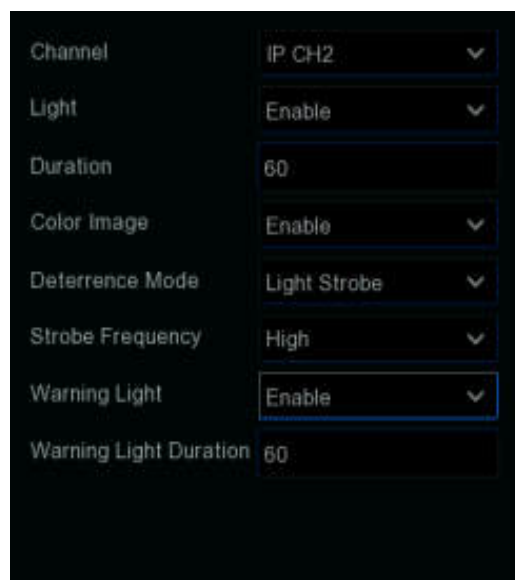 Channel IP CH2
Light Enable
Duration 60
Color Image Enable
Deterrence Mode Light Strobe
Strobe Frequency High
Warning Light Enable
Warning Light Duration 60